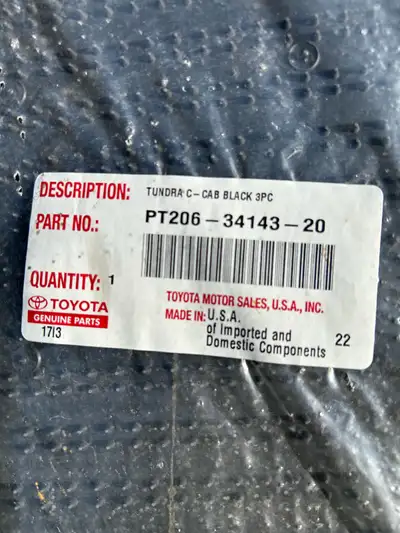 DESCRIPTION: TUNDRA C-CAB BLACK 3PC
PART NO.: PT206-34143-20
QUANTITY: 1
TOYOTA
GENUINE PARTS
17I3
TOYOTA MOTOR SALES, U.S.A., INC.
MADE IN: U.S.A.
of Imported and
Domestic Components
22